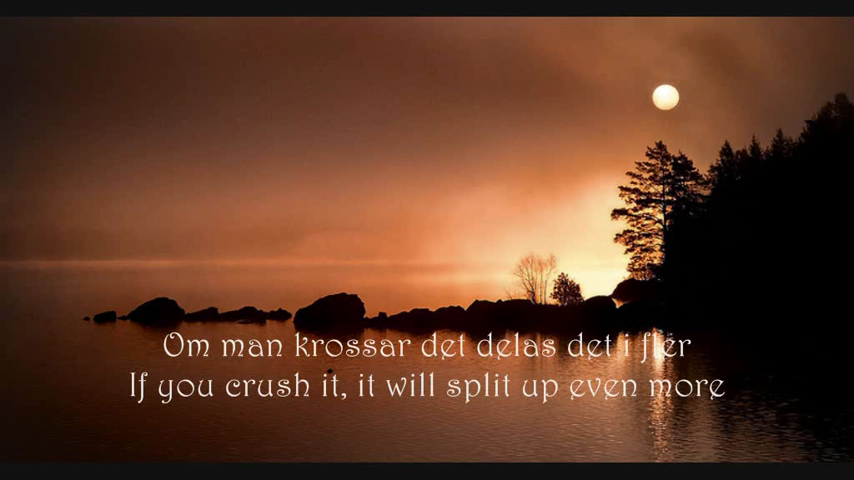 Om man krossar det delas det i fler
If you crush it, it will split up even more